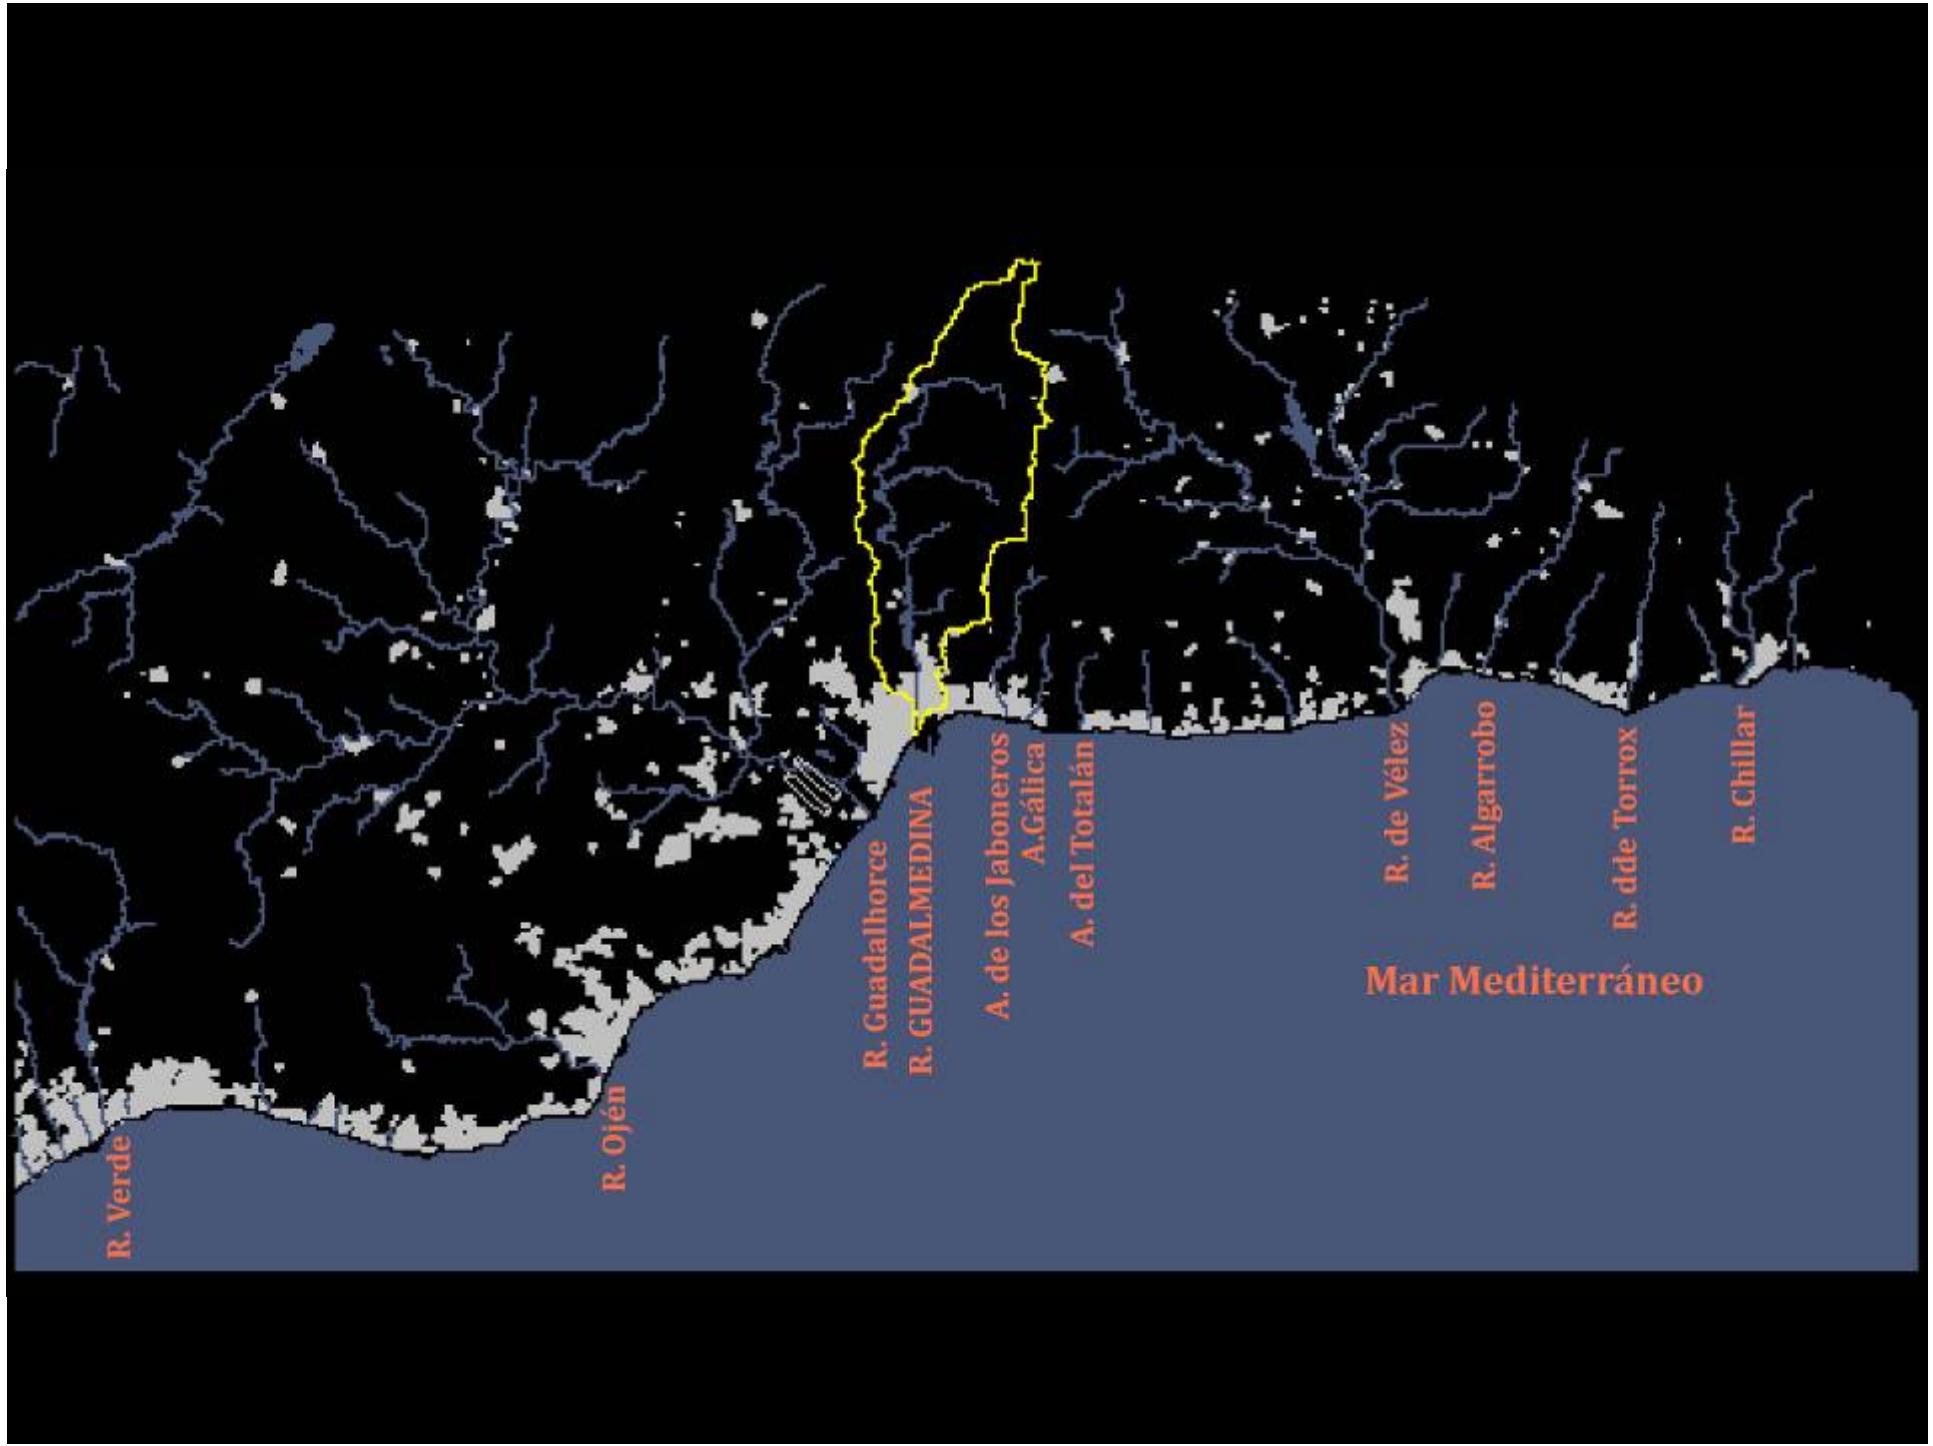 R. Verde
R. Ojén
R. Guadalhorce
R. GUADALMEDINA
A. de los Jaboneros
A.Gálica
A. del Totalán
R. de Vélez
R. Algarrobo
R. dde Torrox
R. Chillar
Mar Mediterráneo